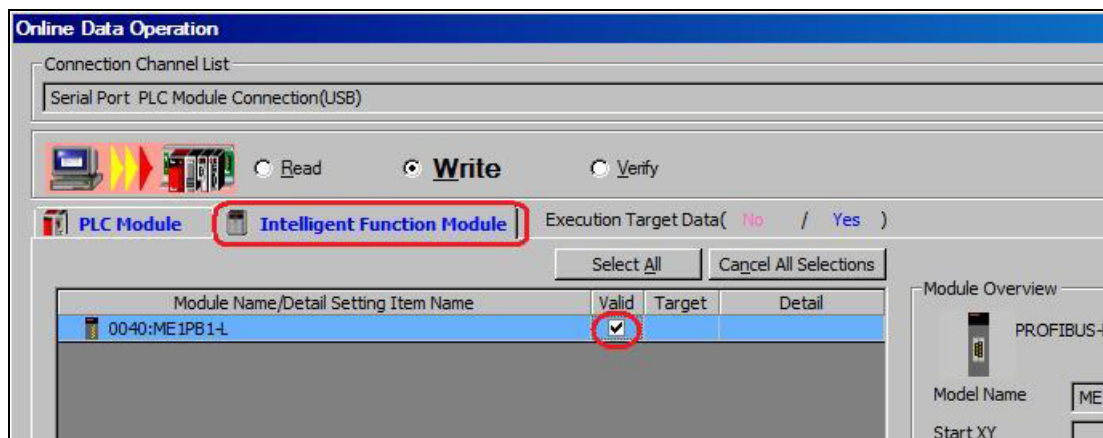 Online Data Operation
Connection Channel List
Serial Port PLC Module Connection(USB)
Read Write Verify
PLC Module Intelligent Function Module Execution Target Data( No / Yes )
Select All Cancel All Selections
Module Name/Detail Setting Item Name Valid Target Detail
Module Overview
0040:ME1PB1-L
PROFIBUS-
Model Name ME
Start XY